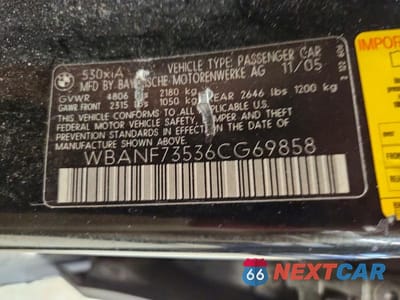 530xiA VEHICLE TYPE: PASSENGER CAR
MFD BY BAYERISCHE MOTORENWERKE AG 11/05
GVWR 4806 lbs 2180 kg
GAWR FRONT 2315 lbs 1050 kg REAR 2646 lbs 1200 kg
THIS VEHICLE CONFORMS TO ALL APPLICABLE
U.S. FEDERAL MOTOR VEHICLE SAFETY, BUMPER,
AND THEFT PREVENTION STANDARDS IN
EFFECT ON THE DATE OF
MANUFACTURE SHOWN ABOVE.
WBANF73536CG69858
IMPOR
66 NEXTCAR